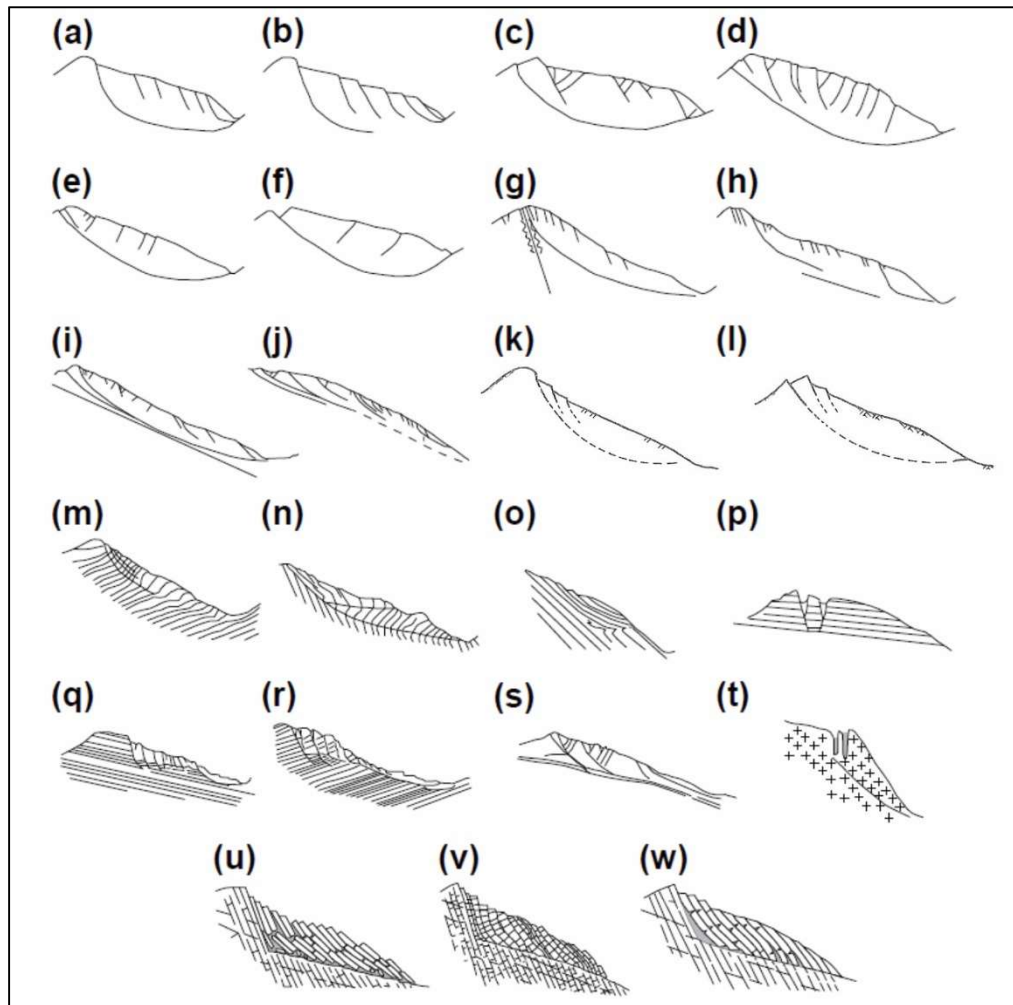 (a) (b) (c) (d)
(e) (f) (g) (h)
(i) (j) (k) (l)
(m) (n) (o) (p)
(q) (r) (s) (t)
(u) (v) (w)